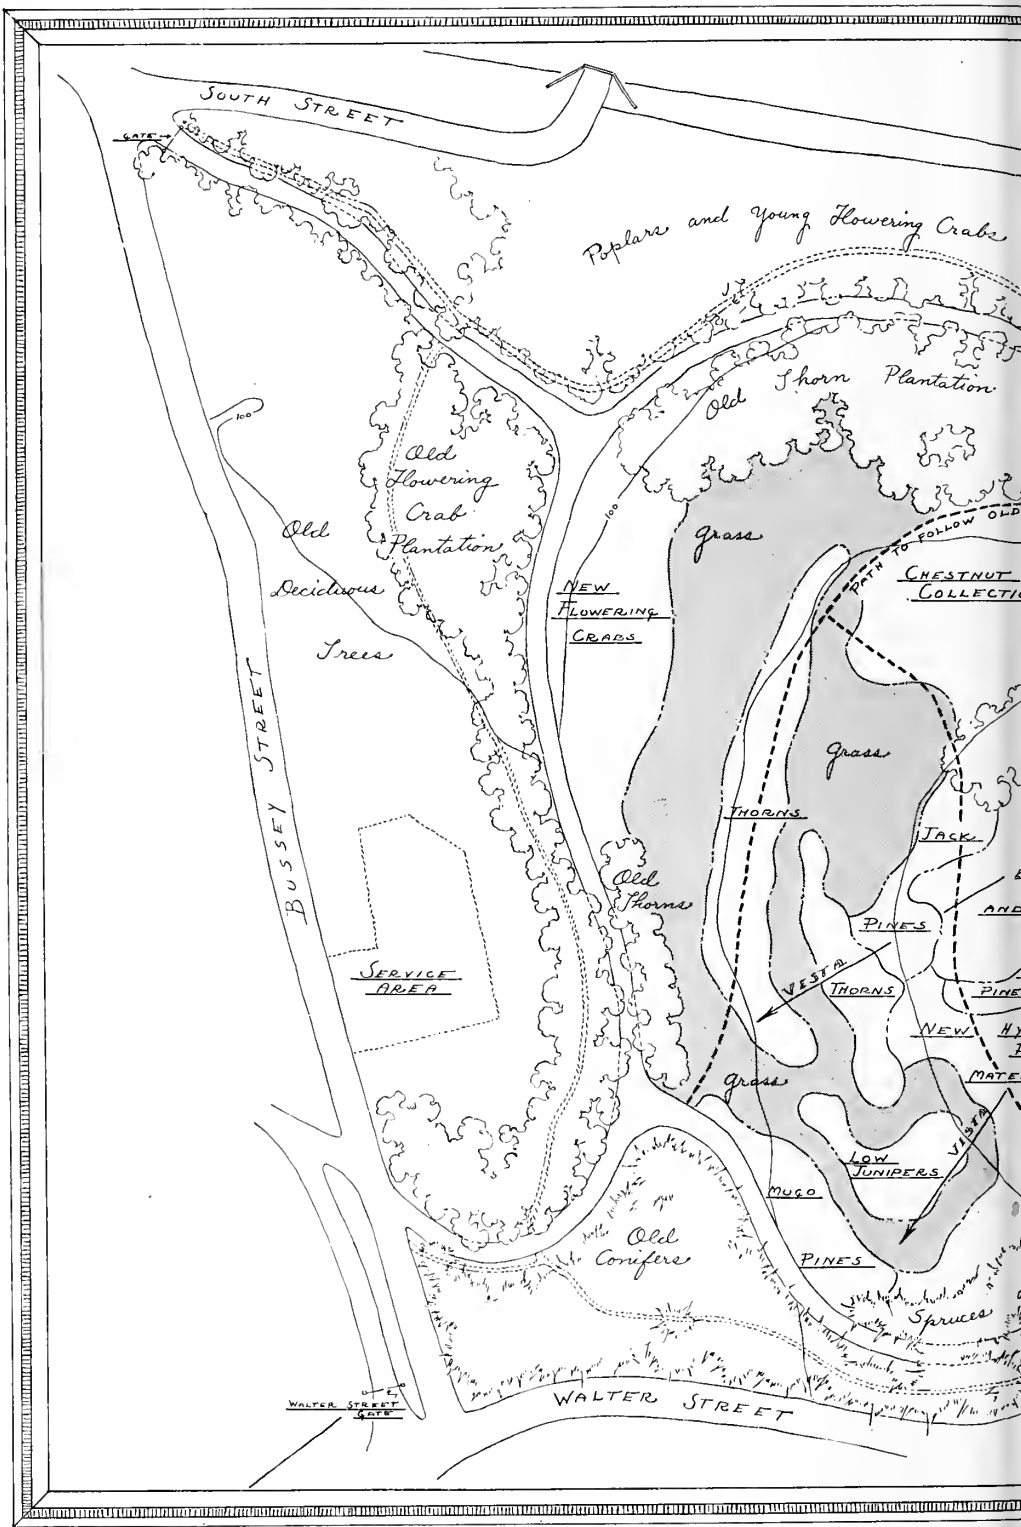 SOUTH STREET
GATE
Poplars and Young Flowering Crabs
Old Thorn Plantation
100
Old
Flowering
Crab
Plantation
100
Grass
PATH TO FOLLOW OLD
Old
Deciduous
Trees
NEW
FLOWERING
CRABS
CHESTNUT
COLLECTIO
BUSSEY STREET
Grass
THORNS
JACK
Old
Thorns
AND
PINES
SERVICE
AREA
VISTA
THORNS
PINE
NEW
Grass
MATE
VISTA
LOW
JUNIPERS
MUGO
Old
Conifers
PINES
Spruces
WALTER STREET
GATE
WALTER STREET